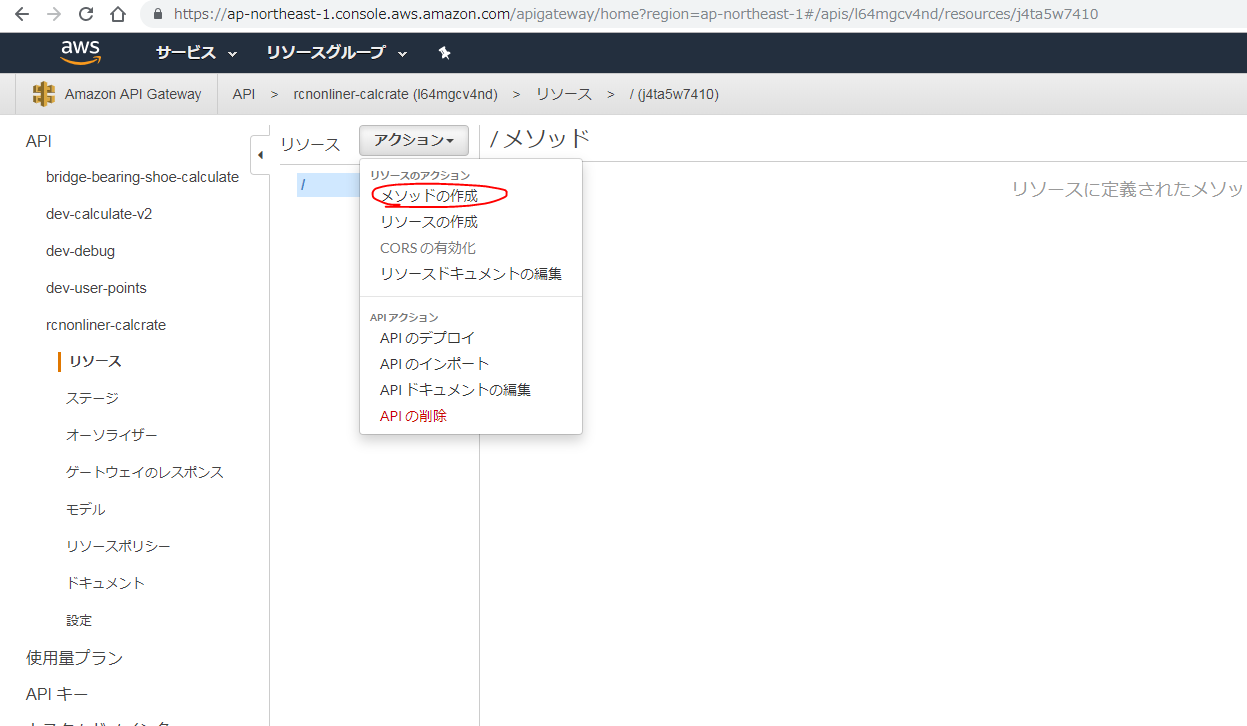 https://ap-northeast-1.console.aws.amazon.com/apigateway/home?region=ap-northeast-1#/apis/l64mgcv4nd/resources/j4ta5w7410
aws サービス リソースグループ
Amazon API Gateway API > rcnonliner-calcrate (l64mgcv4nd) > リソース > / (j4ta5w7410)
API
bridge-bearing-shoe-calculate
dev-calculate-v2
dev-debug
dev-user-points
rcnonliner-calcrate
リソース
ステージ
オーソライザー
ゲートウェイのレスポンス
モデル
リソースポリシー
ドキュメント
設定
使用量プラン
API キー
リソース アクション
/
リソースのアクション
メソッドの作成
リソースの作成
CORS の有効化
リソースドキュメントの編集
API アクション
API のデプロイ
API のインポート
API ドキュメントの編集
API の削除
/ メソッド
リソースに定義されたメソッ